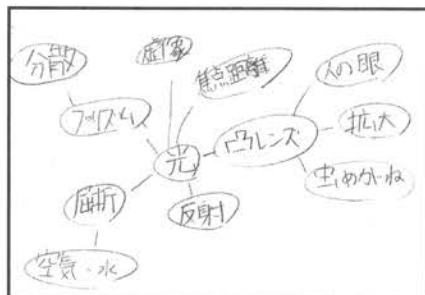 分散
虚像
焦点距離
人の眼
プリズム
光
凸レンズ
拡大
虫めがね
屈折
反射
空気・水